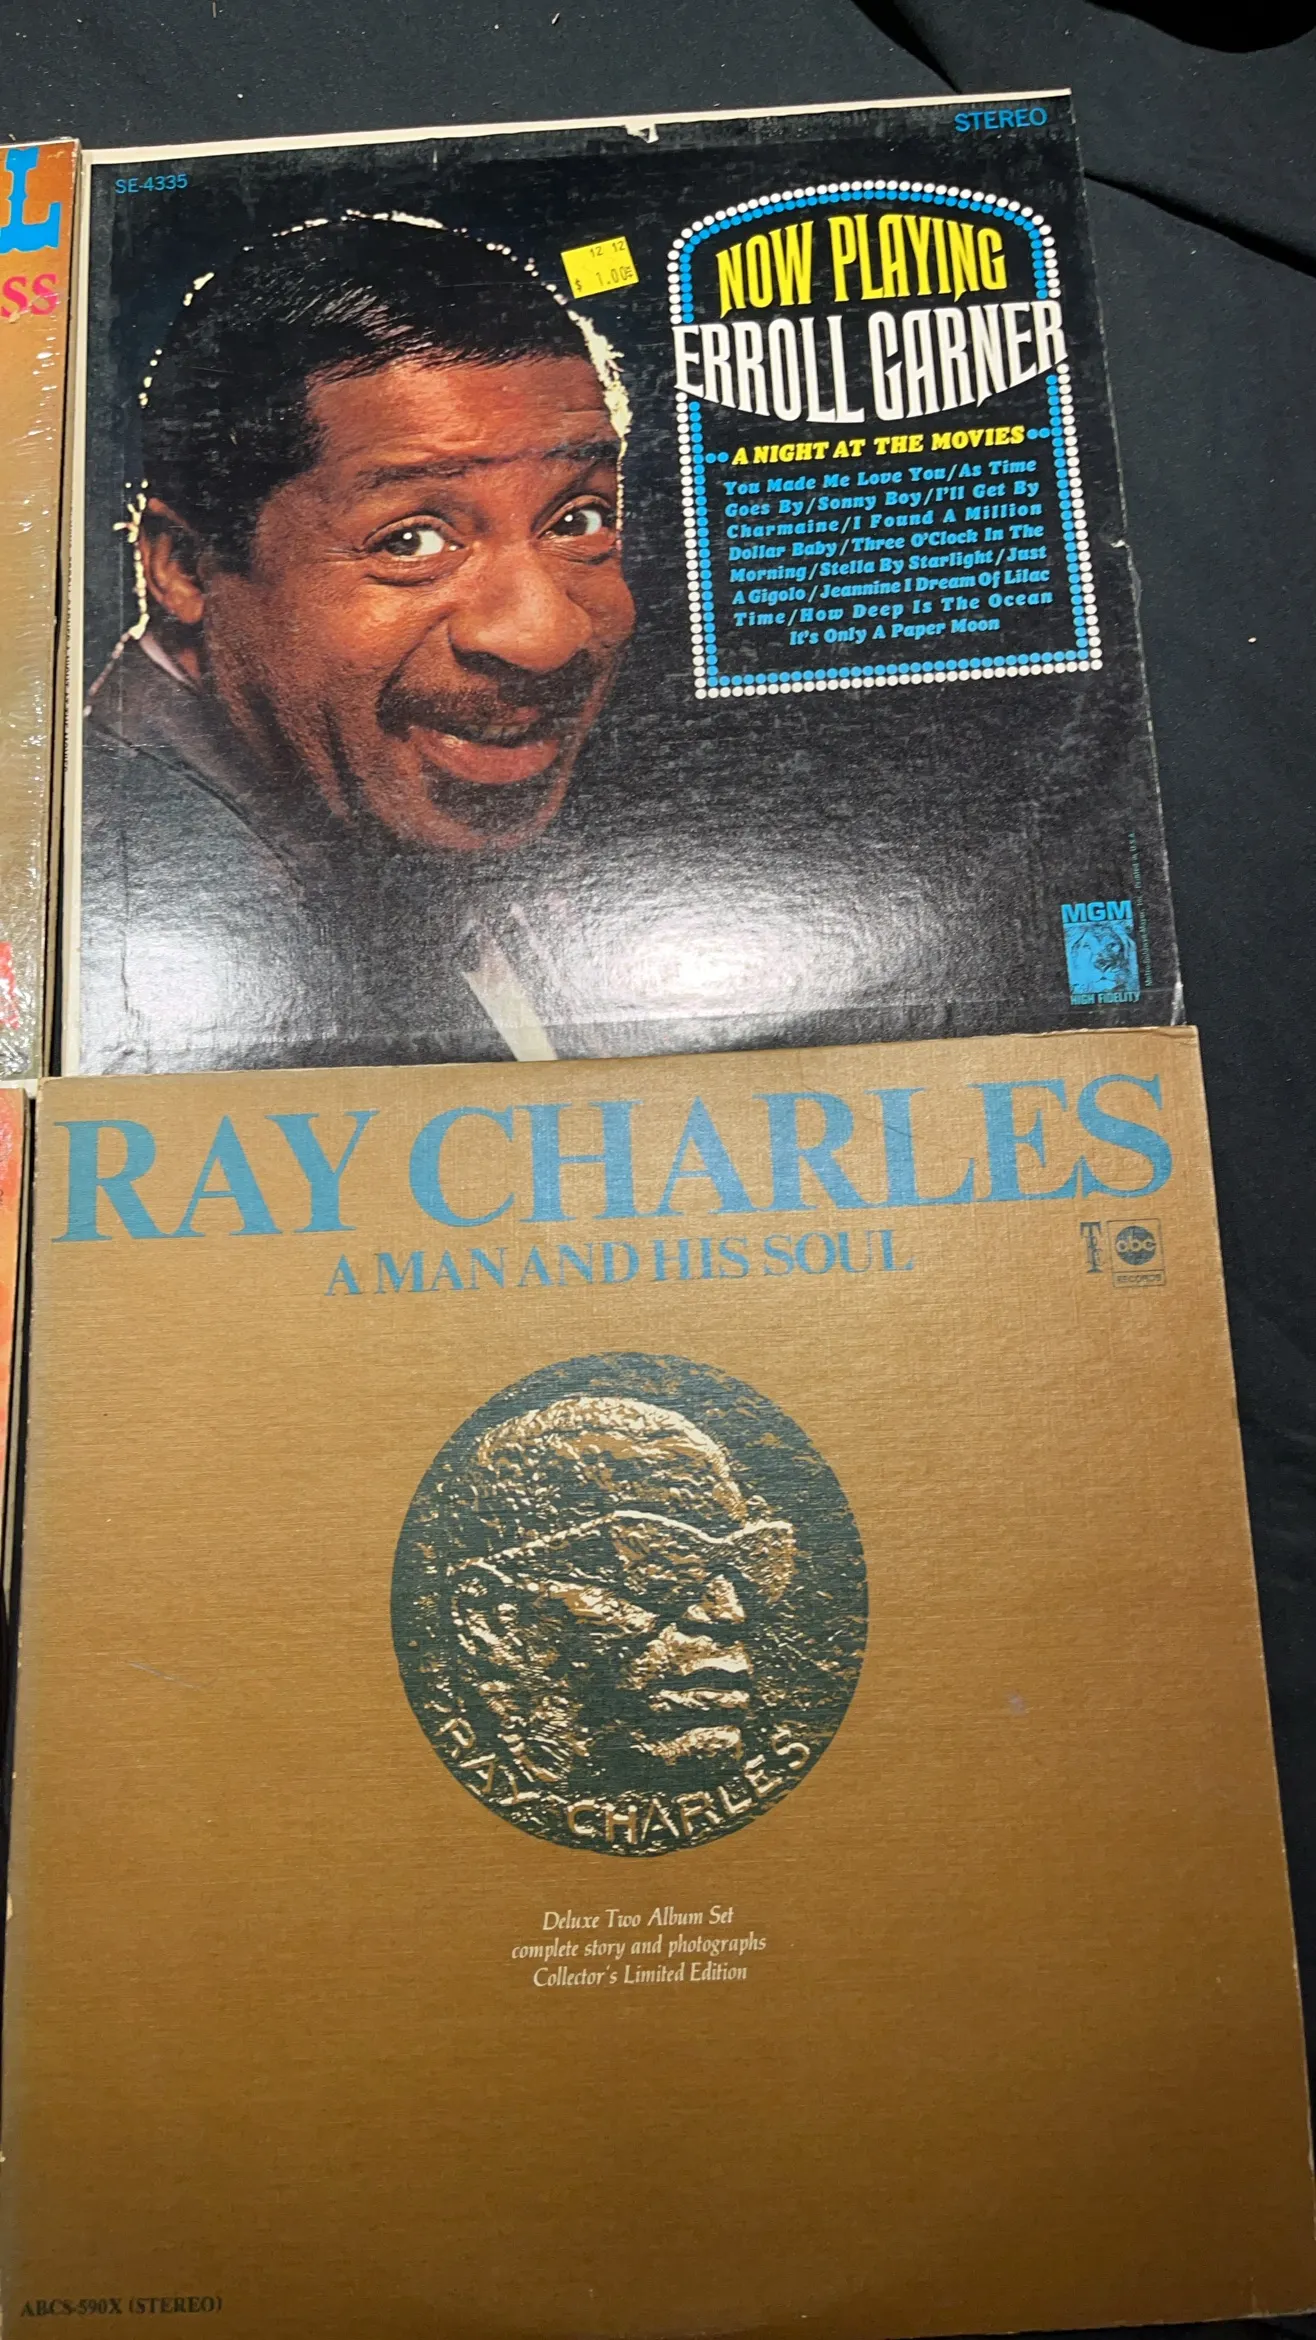 L
SS
SE-4335
STEREO
12 12
$ 1.00
NOW PLAYING
ERROLL GARNER
A NIGHT AT THE MOVIES
You Made Me Love You/As Time
Goes By/Sonny Boy/I'll Get By
Charmaine/I Found A Million
Dollar Baby/Three O'Clock In The
Morning/Stella By Starlight/Just
A Gigolo/Jeannine I Dream Of Lilac
Time/How Deep Is The Ocean
It's Only A Paper Moon
Printed in U.S.A.
MGM
HIGH FIDELITY
RAY CHARLES
A MAN AND HIS SOUL
abc
RECORDS
RAY CHARLES
Deluxe Two Album Set
complete story and photographs
Collector's Limited Edition
ABCS-590X (STEREO)